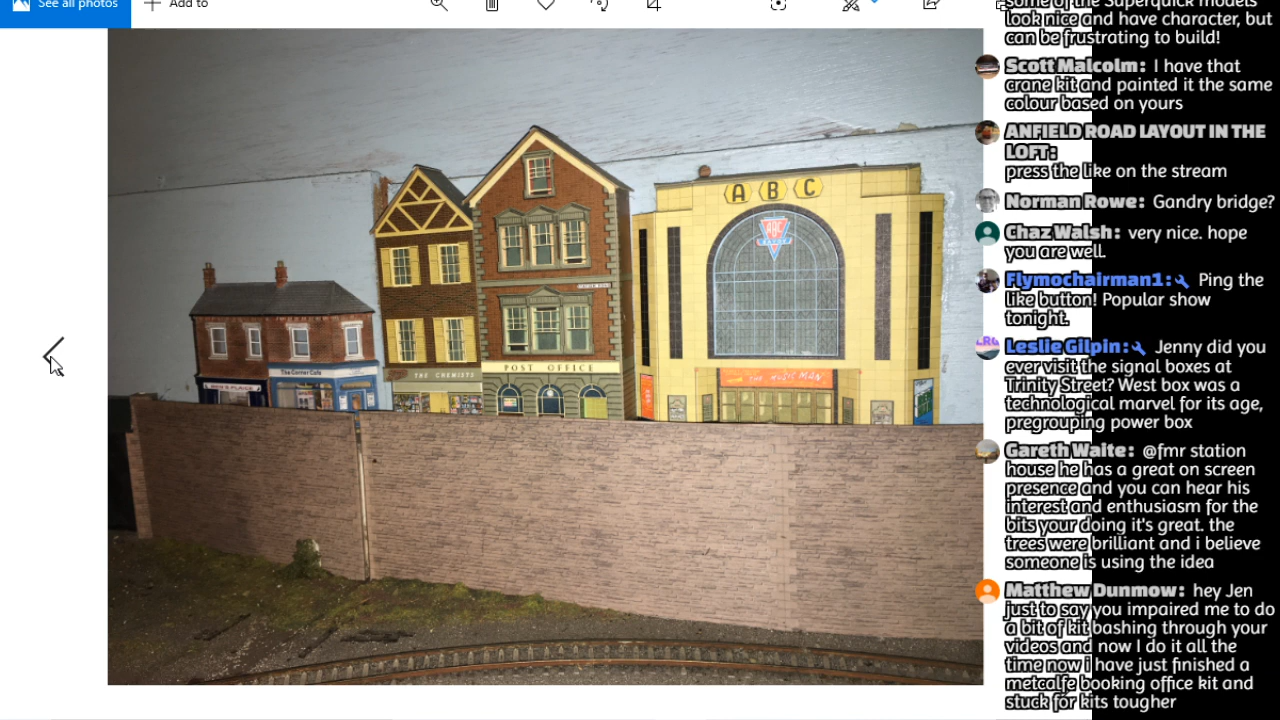 See all photos
Add to
some of the Superquick models
look nice and have character, but
can be frustrating to build!
Scott Malcolm: I have that
crane kit and painted it the same
colour based on yours
ANFIELD ROAD LAYOUT IN THE
LOFT:
press the like on the stream
Norman Rowe: Gandry bridge?
Chaz Walsh: very nice. hope
you are well.
Flymochairman1: Ping the
like button! Popular show
tonight.
Leslie Gilpin: Jenny did you
ever visit the signal boxes at
Trinity Street? West box was a
technological marvel for its age,
pregrouping power box
Gareth Waite: @fmr station
house he has a great on screen
presence and you can hear his
interest and enthusiasm for the
bits your doing it's great. the
trees were brilliant and i believe
someone is using the idea
Matthew Dunmow: hey Jen
just to say you impaired me to do
a bit of kit bashing through your
videos and now I do it all the
time now i have just finished a
metcalfe booking office kit and
stuck for kits tougher
A B C
ABC
The Corner Cafe
THE CHEMISTS
POST OFFICE
THE MUSIC MAN